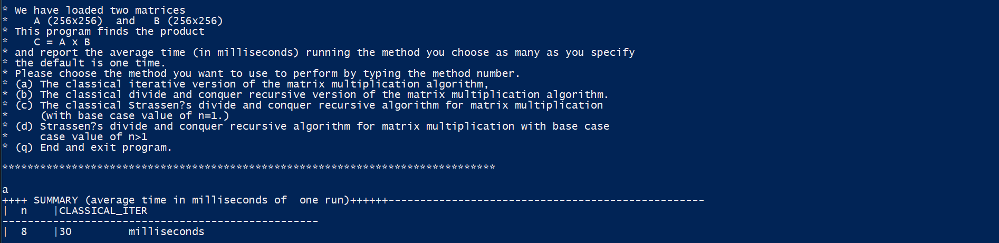 * We have loaded two matrices
*    A (256x256)  and   B (256x256)
* This program finds the product
*    C = A x B
* and report the average time (in milliseconds) running the method you choose as many as you specify
* the default is one time.
* Please choose the method you want to use to perform by typing the method number.
* (a) The classical iterative version of the matrix multiplication algorithm,
* (b) The classical divide and conquer recursive version of the matrix multiplication algorithm.
* (c) The classical Strassen?s divide and conquer recursive algorithm for matrix multiplication
*     (with base case value of n=1.)
* (d) Strassen?s divide and conquer recursive algorithm for matrix multiplication with base case
*     case value of n>1
* (q) End and exit program.
******************************************************************************
a
++++ SUMMARY (average time in milliseconds of  one run)++++++--------------------------------------------------
|  n    |CLASSICAL_ITER
--------------------------------------------------
|  8    |30         milliseconds